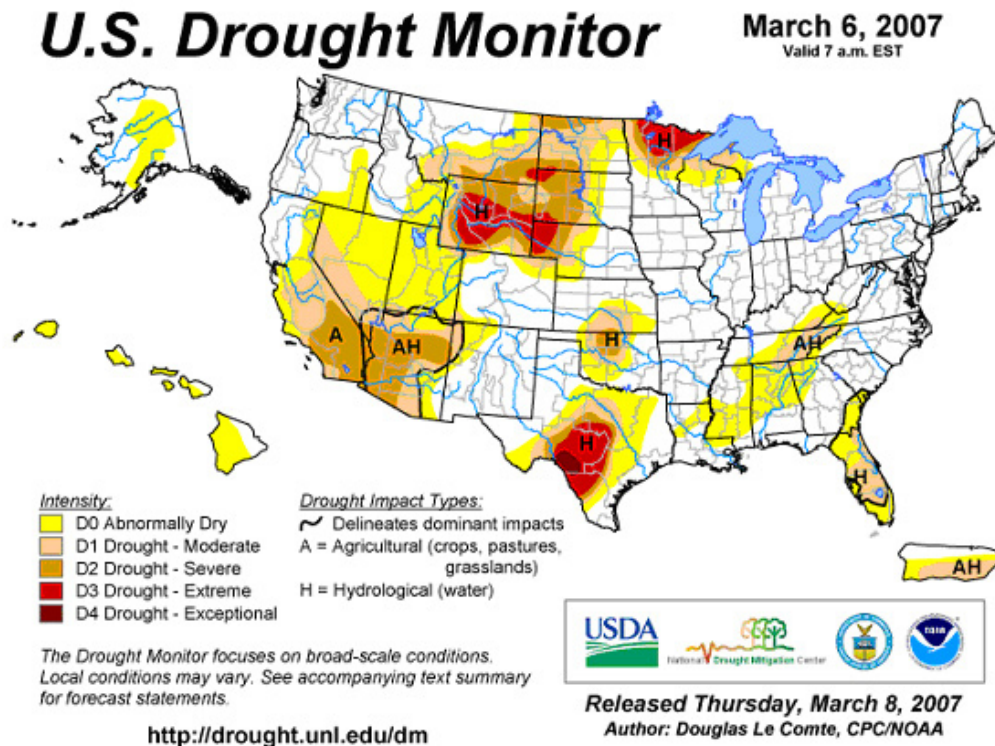 U.S. Drought Monitor
March 6, 2007
Valid 7 a.m. EST
H
H
A
AH
H
AH
H
H
AH
Intensity:
D0 Abnormally Dry
D1 Drought - Moderate
D2 Drought - Severe
D3 Drought - Extreme
D4 Drought - Exceptional
Drought Impact Types:
Delineates dominant impacts
A = Agricultural (crops, pastures,
grasslands)
H = Hydrological (water)
The Drought Monitor focuses on broad-scale conditions.
Local conditions may vary. See accompanying text summary
for forecast statements.
http://drought.unl.edu/dm
USDA
National Drought Mitigation Center
Released Thursday, March 8, 2007
Author: Douglas Le Comte, CPC/NOAA